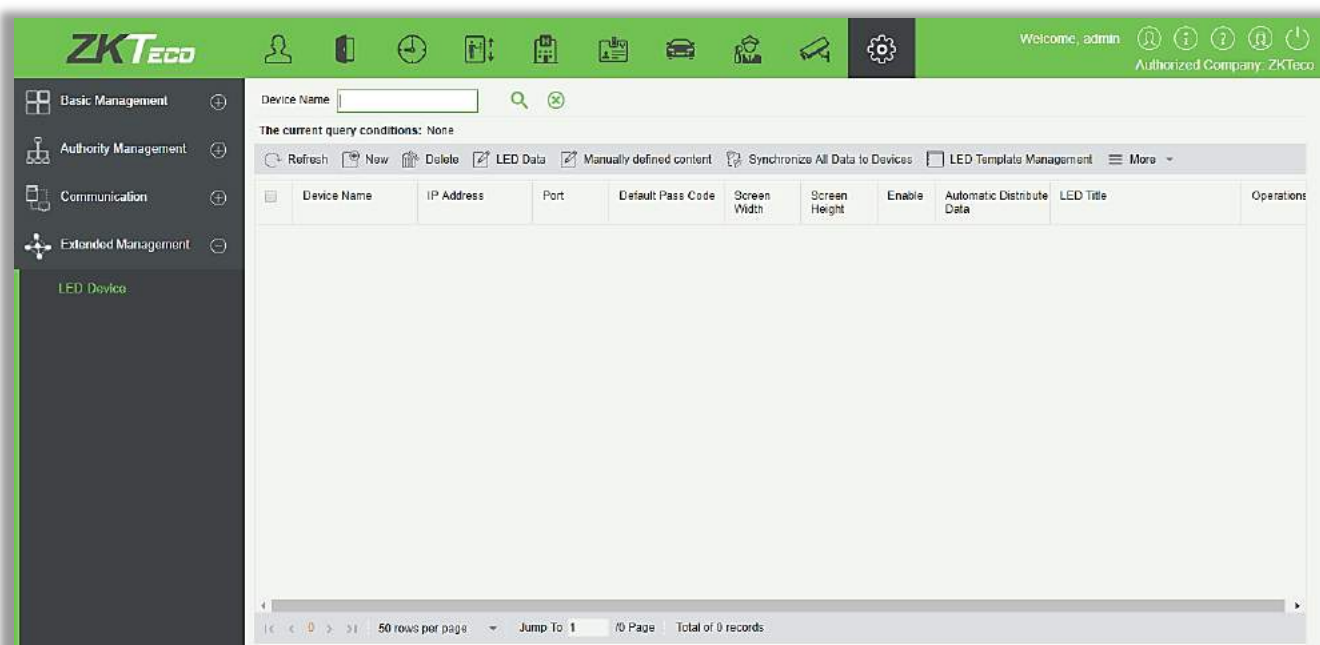 ZKTeco
Welcome, admin
Authorized Company: ZKTeco
Basic Management
Authority Management
Communication
Extended Management
LED Device
Device Name
The current query conditions: None
Refresh New Delete LED Data Manually defined content Synchronize All Data to Devices LED Template Management More
Device Name IP Address Port Default Pass Code Screen Width Screen Height Enable Automatic Distribute Data LED Title Operations
0 50 rows per page Jump To 1 /0 Page Total of 0 records